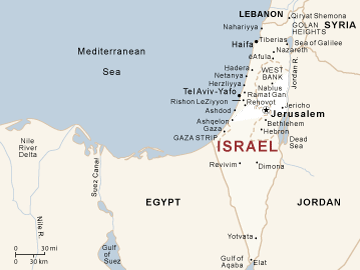 LEBANON
Qiryat Shemona
GOLAN
HEIGHTS
SYRIA
Nahariyya
Tiberias
Haifa
Sea of Galilee
Nazareth
Afula
Mediterranean
Sea
Hadera
WEST
BANK
Jordan R.
Netanya
Herzliyya
Nablus
Tel Aviv-Yafo
Ramat Gan
Rishon LeZiyyon
Rehovot
Jericho
Ashdod
Jerusalem
Ashqelon
Bethlehem
Gaza
Hebron
GAZA STRIP
Dead
Sea
ISRAEL
Nile
River
Delta
Suez Canal
Revivim
Dimona
EGYPT
JORDAN
Nile R.
Yotvata
0 30 mi
0 30 km
Gulf
of
Suez
Gulf of
Aqaba
Elat